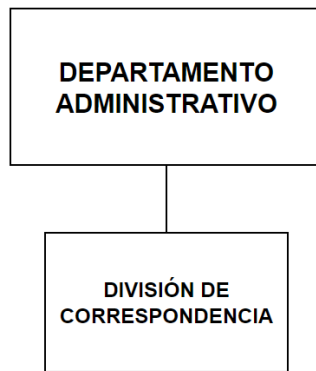 DEPARTAMENTO
ADMINISTRATIVO
DIVISIÓN DE
CORRESPONDENCIA